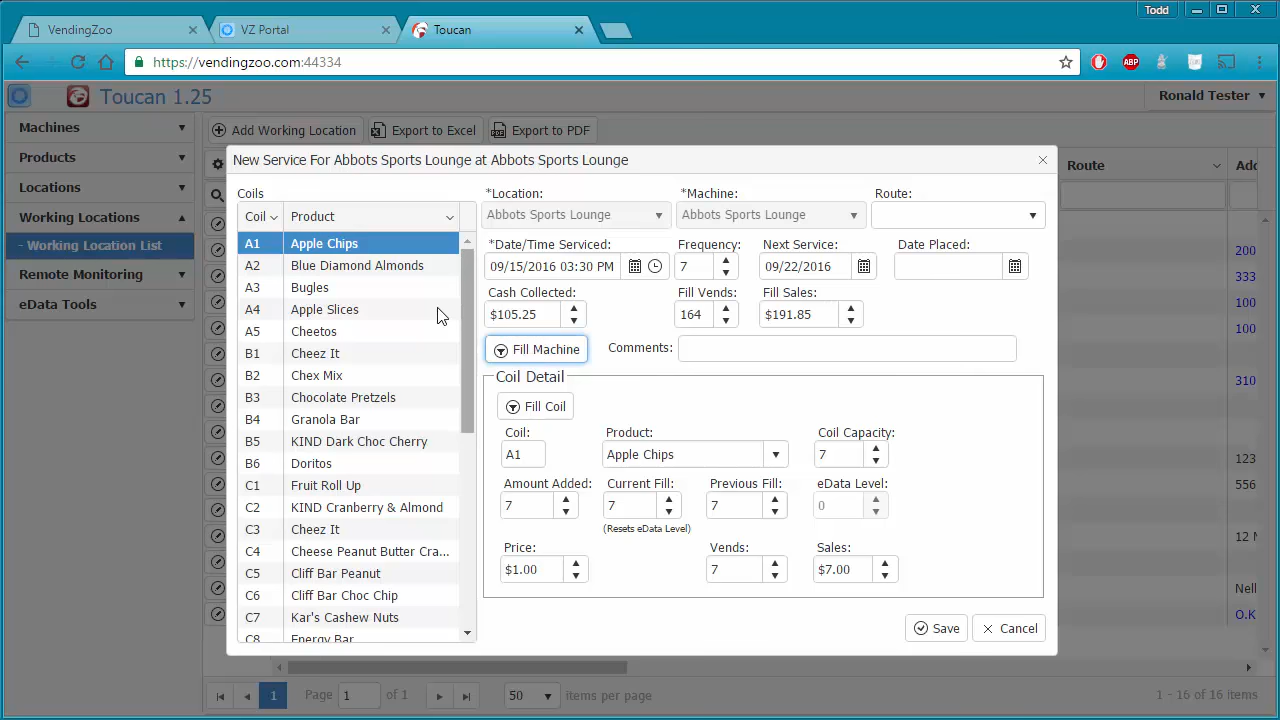 Todd
VendingZoo
VZ Portal
Toucan
https://vendingzoo.com:44334
ABP
Toucan 1.25
Ronald Tester
Machines
Products
Locations
Working Locations
- Working Location List
Remote Monitoring
eData Tools
Add Working Location
Export to Excel
Export to PDF
Route
Add
200
333
100
100
310
123
556
12 N
Nell
O.K
New Service For Abbots Sports Lounge at Abbots Sports Lounge
Coils
Coil Product
A1 Apple Chips
A2 Blue Diamond Almonds
A3 Bugles
A4 Apple Slices
A5 Cheetos
B1 Cheez It
B2 Chex Mix
B3 Chocolate Pretzels
B4 Granola Bar
B5 KIND Dark Choc Cherry
B6 Doritos
C1 Fruit Roll Up
C2 KIND Cranberry & Almond
C3 Cheez It
C4 Cheese Peanut Butter Cra...
C5 Cliff Bar Peanut
C6 Cliff Bar Choc Chip
C7 Kar's Cashew Nuts
C8 Energy Bar
*Location: *Machine: Route:
Abbots Sports Lounge Abbots Sports Lounge
*Date/Time Serviced: Frequency: Next Service: Date Placed:
09/15/2016 03:30 PM 7 09/22/2016
Cash Collected: Fill Vends: Fill Sales:
$105.25 164 $191.85
Fill Machine Comments:
Coil Detail
Fill Coil
Coil: Product: Coil Capacity:
A1 Apple Chips 7
Amount Added: Current Fill: Previous Fill: eData Level:
7 7 7 0
(Resets eData Level)
Price: Vends: Sales:
$1.00 7 $7.00
Save Cancel
1 Page 1 of 1 50 items per page 1 - 16 of 16 items